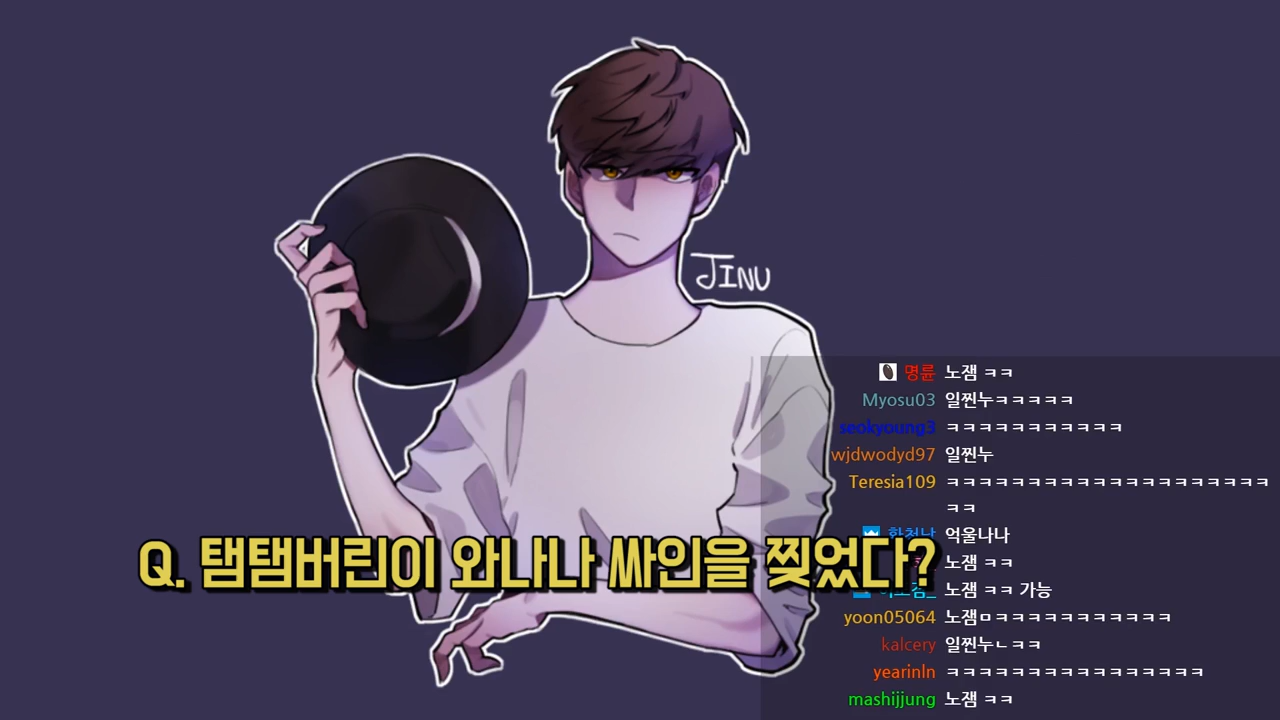 JINU
명륜 노잼 ㅋㅋ
Myosu03 일찐누ㅋㅋㅋㅋㅋ
seokyoung3 ㅋㅋㅋㅋㅋㅋㅋㅋㅋㅋㅋ
wjdwodyd97 일찐누
Teresia109 ㅋㅋㅋㅋㅋㅋㅋㅋㅋㅋㅋㅋㅋㅋㅋㅋㅋㅋㅋㅋ
ㅋㅋ
억울나나
Q. 탬탬버린이 와나나 싸인을 찢었다?
노잼 ㅋㅋ
노잼 ㅋㅋ 가능
yoon05064 노잼ㅁㅋㅋㅋㅋㅋㅋㅋㅋㅋㅋㅋ
kalcery 일찐누ㄴㅋㅋ
yearinln ㅋㅋㅋㅋㅋㅋㅋㅋㅋㅋㅋㅋㅋㅋㅋㅋ
mashijjung 노잼 ㅋㅋ